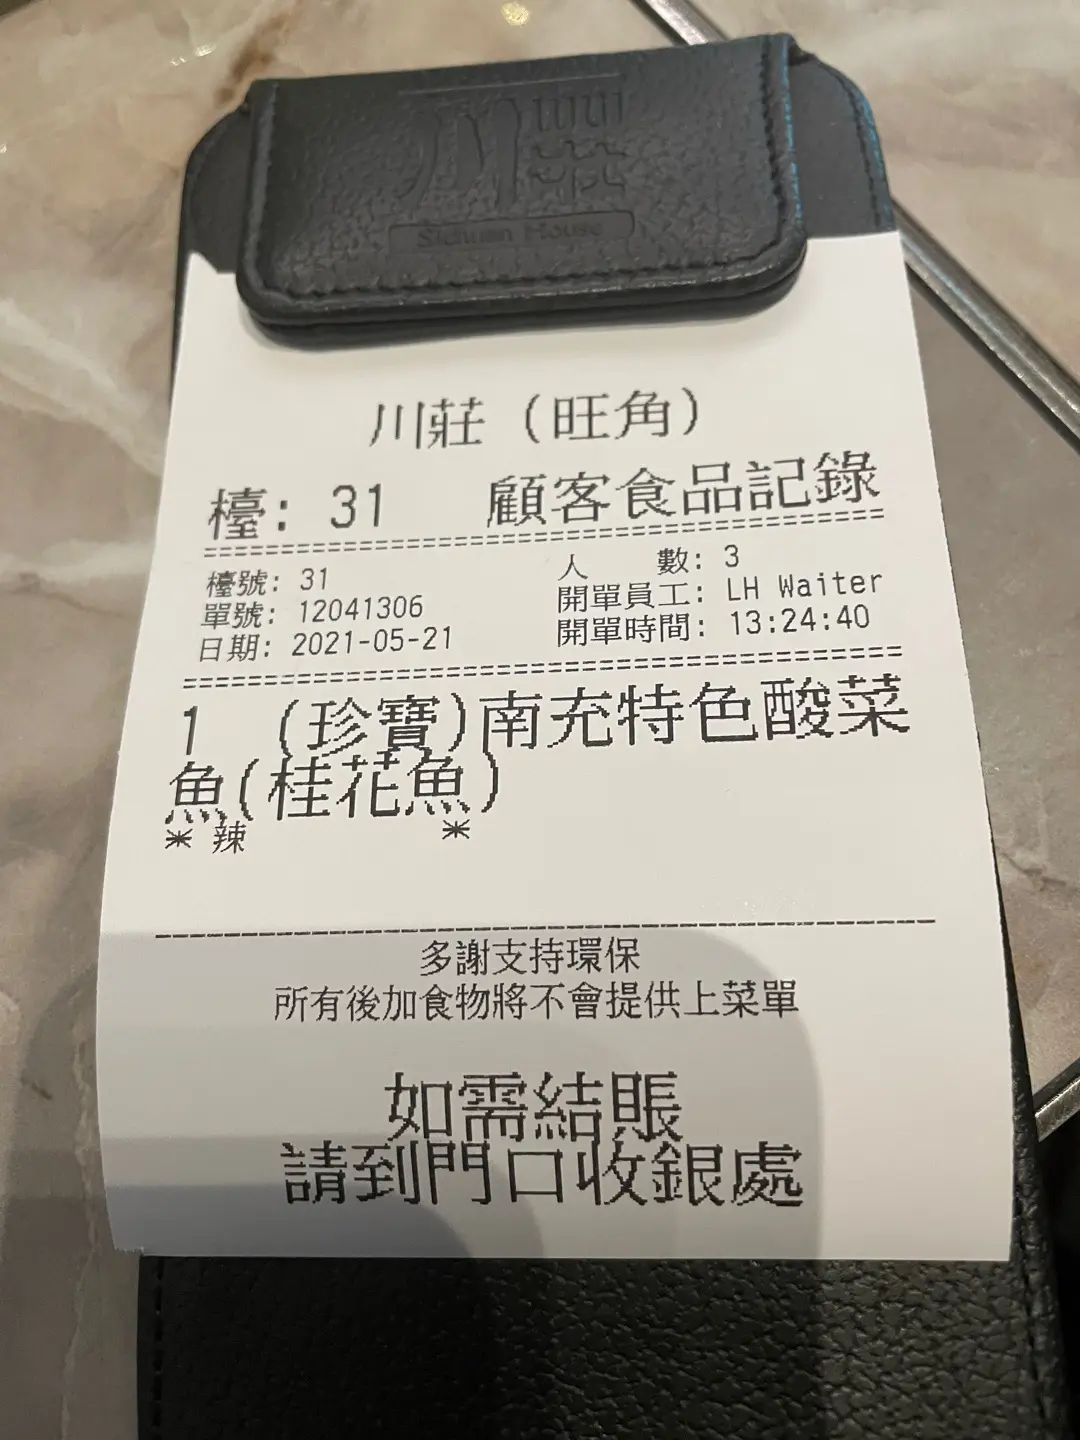 川莊
Sichuan House
川莊 (旺角)
檯: 31 顧客食品記錄
檯號: 31 人 數: 3
單號: 12041306 開單員工: LH Waiter
日期: 2021-05-21 開單時間: 13:24:40
1 (珍寶)南充特色酸菜
魚(桂花魚)
* 辣 *
多謝支持環保
所有後加食物將不會提供上菜單
如需結賬
請到門口收銀處